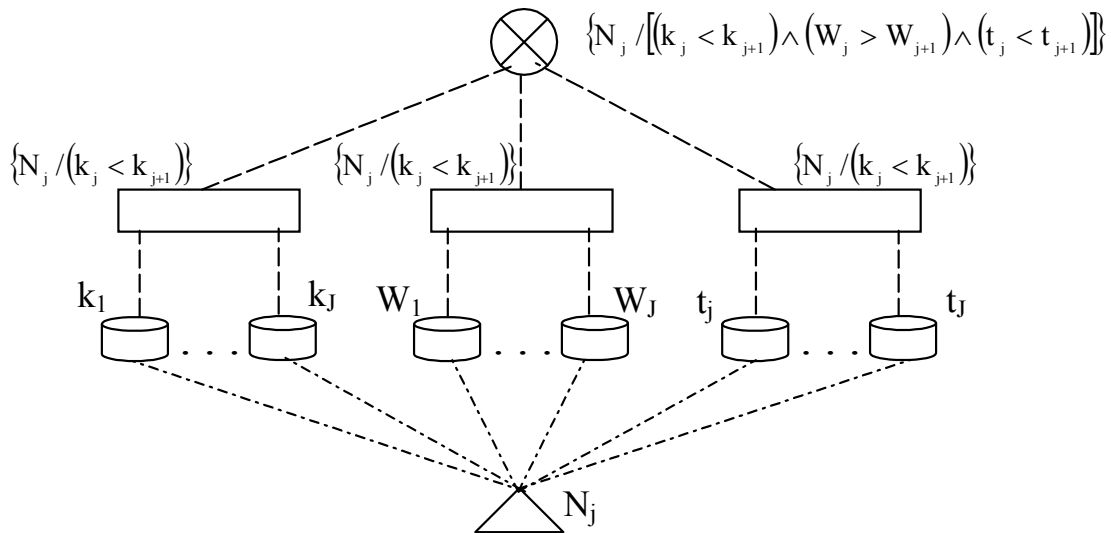 {N_j /[(k_j < k_{j+1}) ∧ (W_j > W_{j+1}) ∧ (t_j < t_{j+1})]}
{N_j /(k_j < k_{j+1})}
{N_j /(k_j < k_{j+1})}
{N_j /(k_j < k_{j+1})}
k_1 k_J W_1 W_J t_j t_J
. . . . . . . . . . . .
N_j